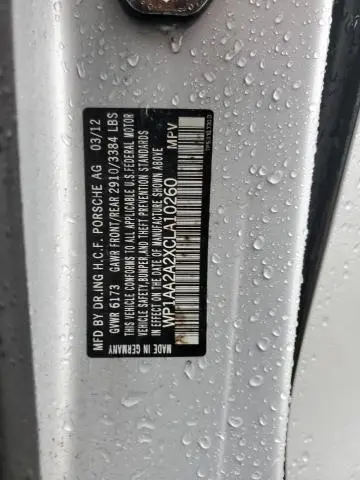 MFD BY DR.ING H.C.F. PORSCHE AG 03/12
GVWR 6173 GAWR FRONT/REAR 2910/3384 LBS
THIS VEHICLE CONFORMS TO ALL APPLICABLE U.S.FEDERAL MOTOR
VEHICLE SAFETY,BUMPER,AND THEFT PREVENTION STANDARDS
IN EFFECT ON THE DATE OF MANUFACTURE SHOWN ABOVE
WP1AA2A2XCLA10260 MPV
MADE IN GERMANY